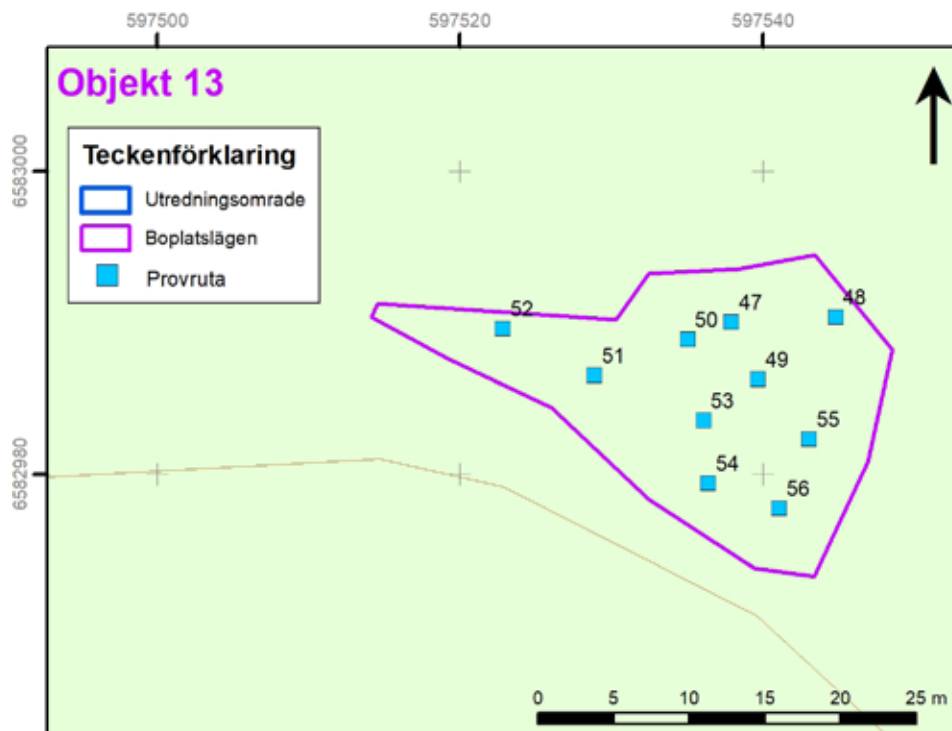 597500 597520 597540
Objekt 13
6583000
Teckenförklaring
Utredningsomrade
Boplatslägen
Provruta
52
50
47
48
51
49
53
55
54
56
6582980
0 5 10 15 20 25 m